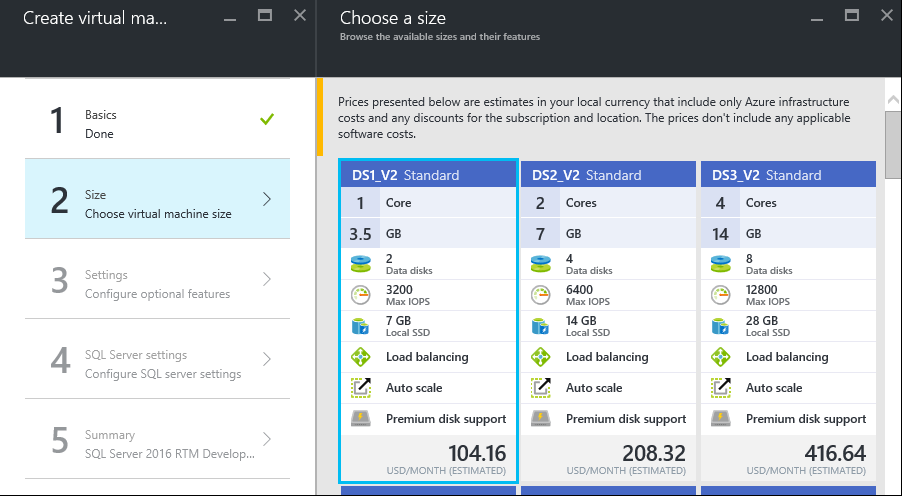 Create virtual ma...
1
Basics
Done
2
Size
Choose virtual machine size
3
Settings
Configure optional features
4
SQL Server settings
Configure SQL server settings
5
Summary
SQL Server 2016 RTM Develop...
Choose a size
Browse the available sizes and their features
Prices presented below are estimates in your local currency that include only Azure infrastructure
costs and any discounts for the subscription and location. The prices don't include any applicable
software costs.
DS1_V2 Standard
1 Core
3.5 GB
2
Data disks
3200
Max IOPS
7 GB
Local SSD
Load balancing
Auto scale
Premium disk support
104.16
USD/MONTH (ESTIMATED)
DS2_V2 Standard
2 Cores
7 GB
4
Data disks
6400
Max IOPS
14 GB
Local SSD
Load balancing
Auto scale
Premium disk support
208.32
USD/MONTH (ESTIMATED)
DS3_V2 Standard
4 Cores
14 GB
8
Data disks
12800
Max IOPS
28 GB
Local SSD
Load balancing
Auto scale
Premium disk support
416.64
USD/MONTH (ESTIMATED)